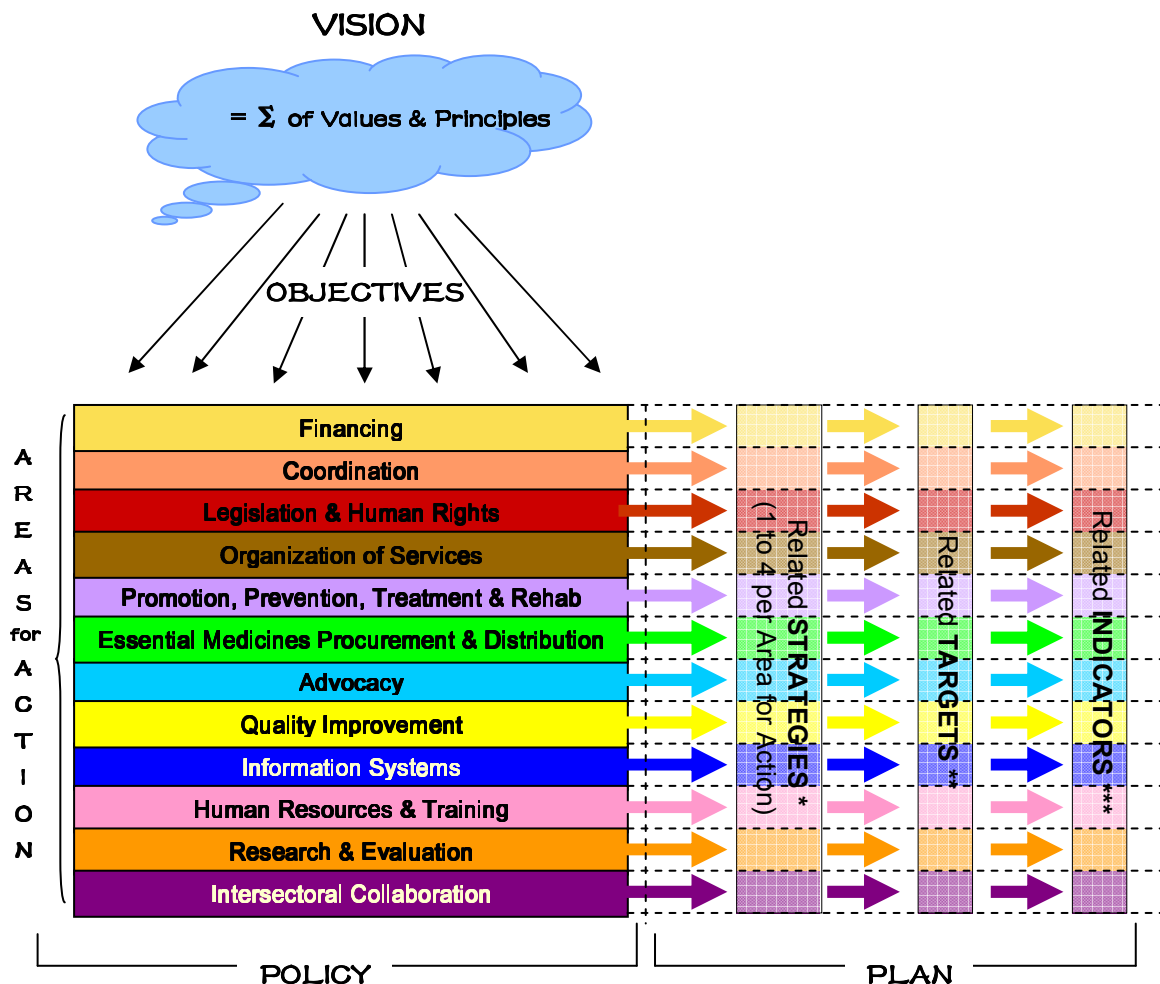 VISION
= Σ of Values & Principles
OBJECTIVES
AREAS
for
ACTION
Financing
Coordination
Legislation & Human Rights
Organization of Services
Promotion, Prevention, Treatment & Rehab
Essential Medicines Procurement & Distribution
Advocacy
Quality Improvement
Information Systems
Human Resources & Training
Research & Evaluation
Intersectoral Collaboration
Related STRATEGIES *
(1 to 4 per Area for Action)
Related TARGETS **
Related INDICATORS ***
POLICY
PLAN